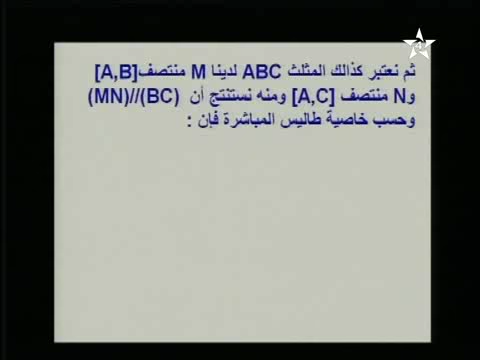 ثم نعتبر كذالك المثلث ABC لدينا M منتصف[A,B]
وN منتصف [A,C] ومنه نستنتج أن (MN)//(BC)
وحسب خاصية طاليس المباشرة فإن :